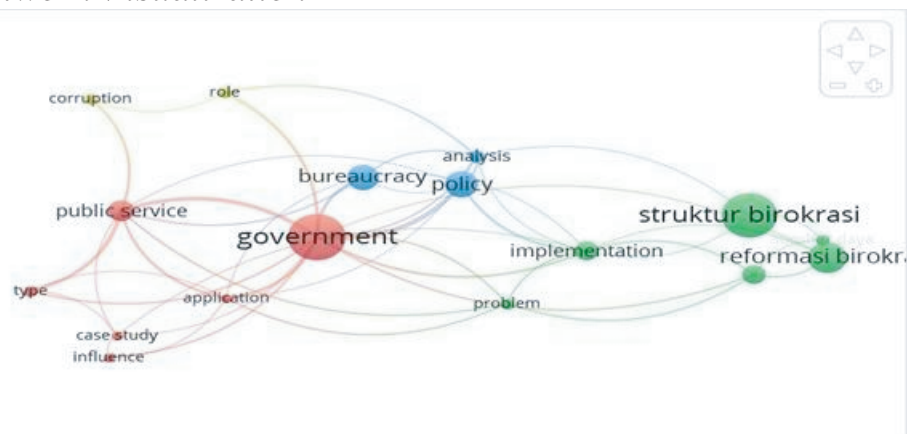 role
corruption
analysis
bureaucracy
policy
public service
struktur birokrasi
government
implementation
reformasi birokr
type
application
problem
case study
influence